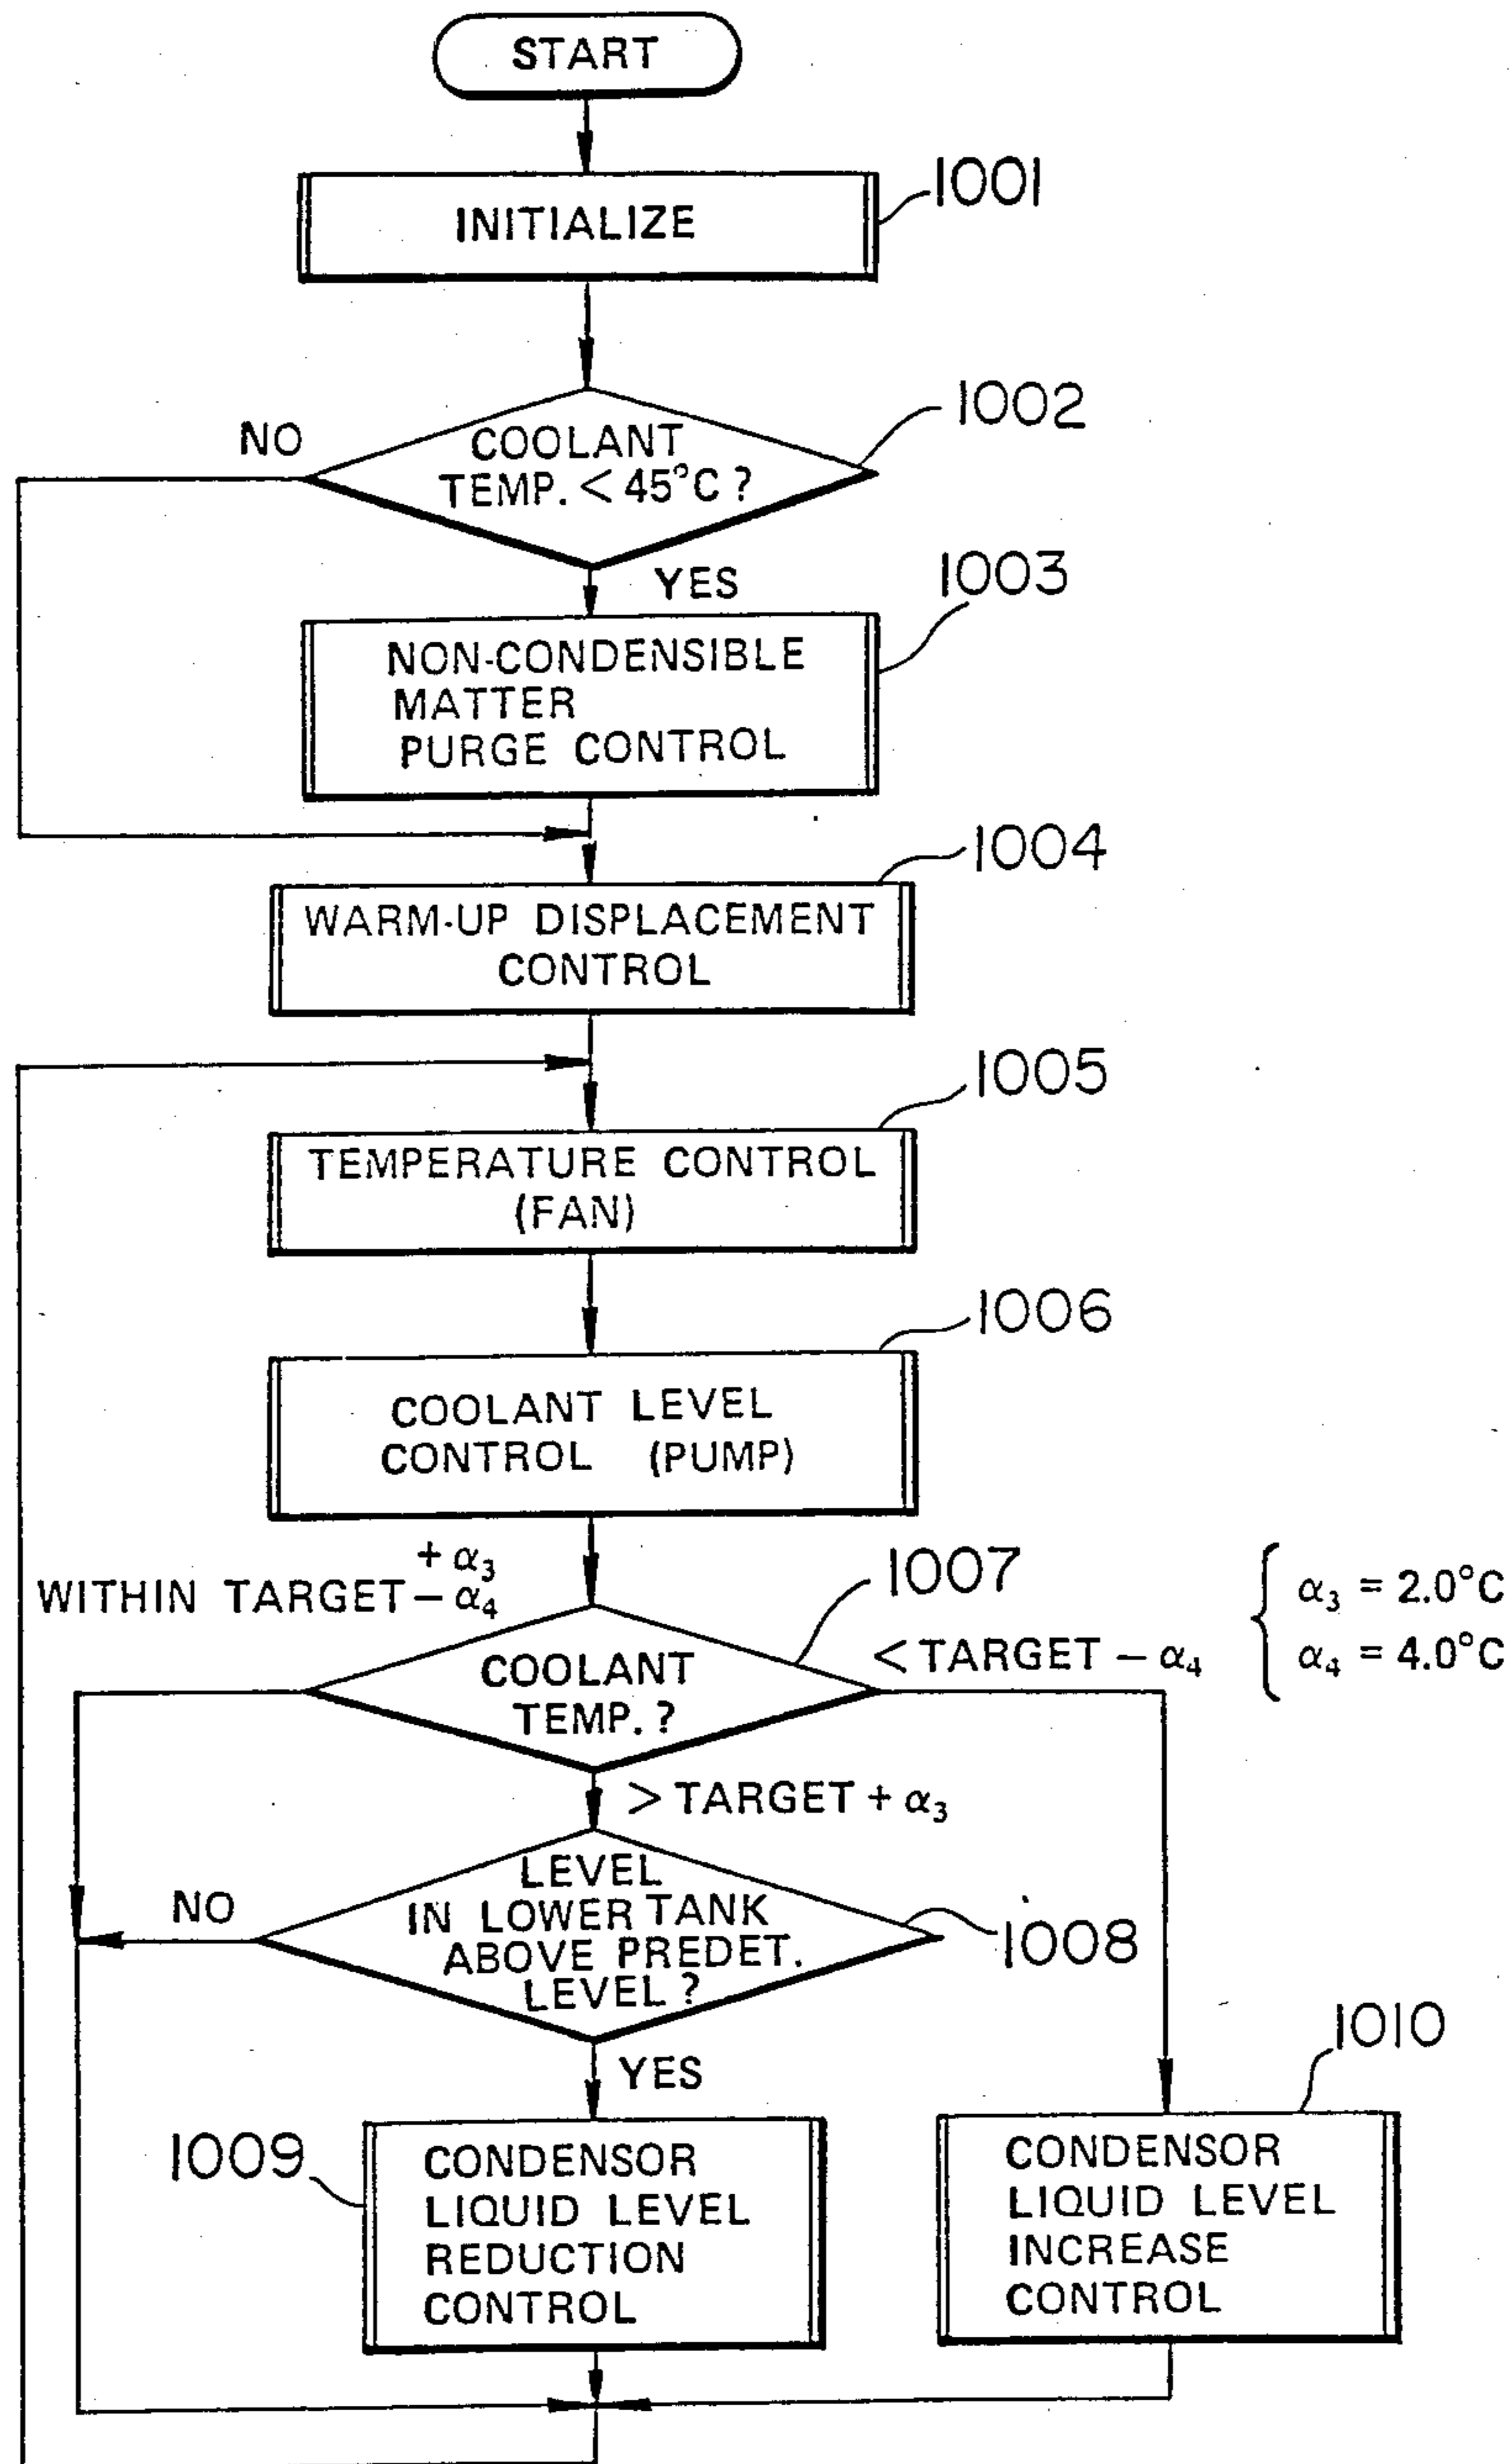 START
INITIALIZE
1001
NO
COOLANT
TEMP. < 45°C ?
1002
YES
NON-CONDENSIBLE
MATTER
PURGE CONTROL
1003
WARM-UP DISPLACEMENT
CONTROL
1004
TEMPERATURE CONTROL
(FAN)
1005
COOLANT LEVEL
CONTROL (PUMP)
1006
+ α₃
WITHIN TARGET - α₄
COOLANT
TEMP. ?
1007
< TARGET - α₄
α₃ = 2.0°C
α₄ = 4.0°C
> TARGET + α₃
NO
LEVEL
IN LOWER TANK
ABOVE PREDET.
LEVEL ?
1008
YES
1009
CONDENSOR
LIQUID LEVEL
REDUCTION
CONTROL
1010
CONDENSOR
LIQUID LEVEL
INCREASE
CONTROL